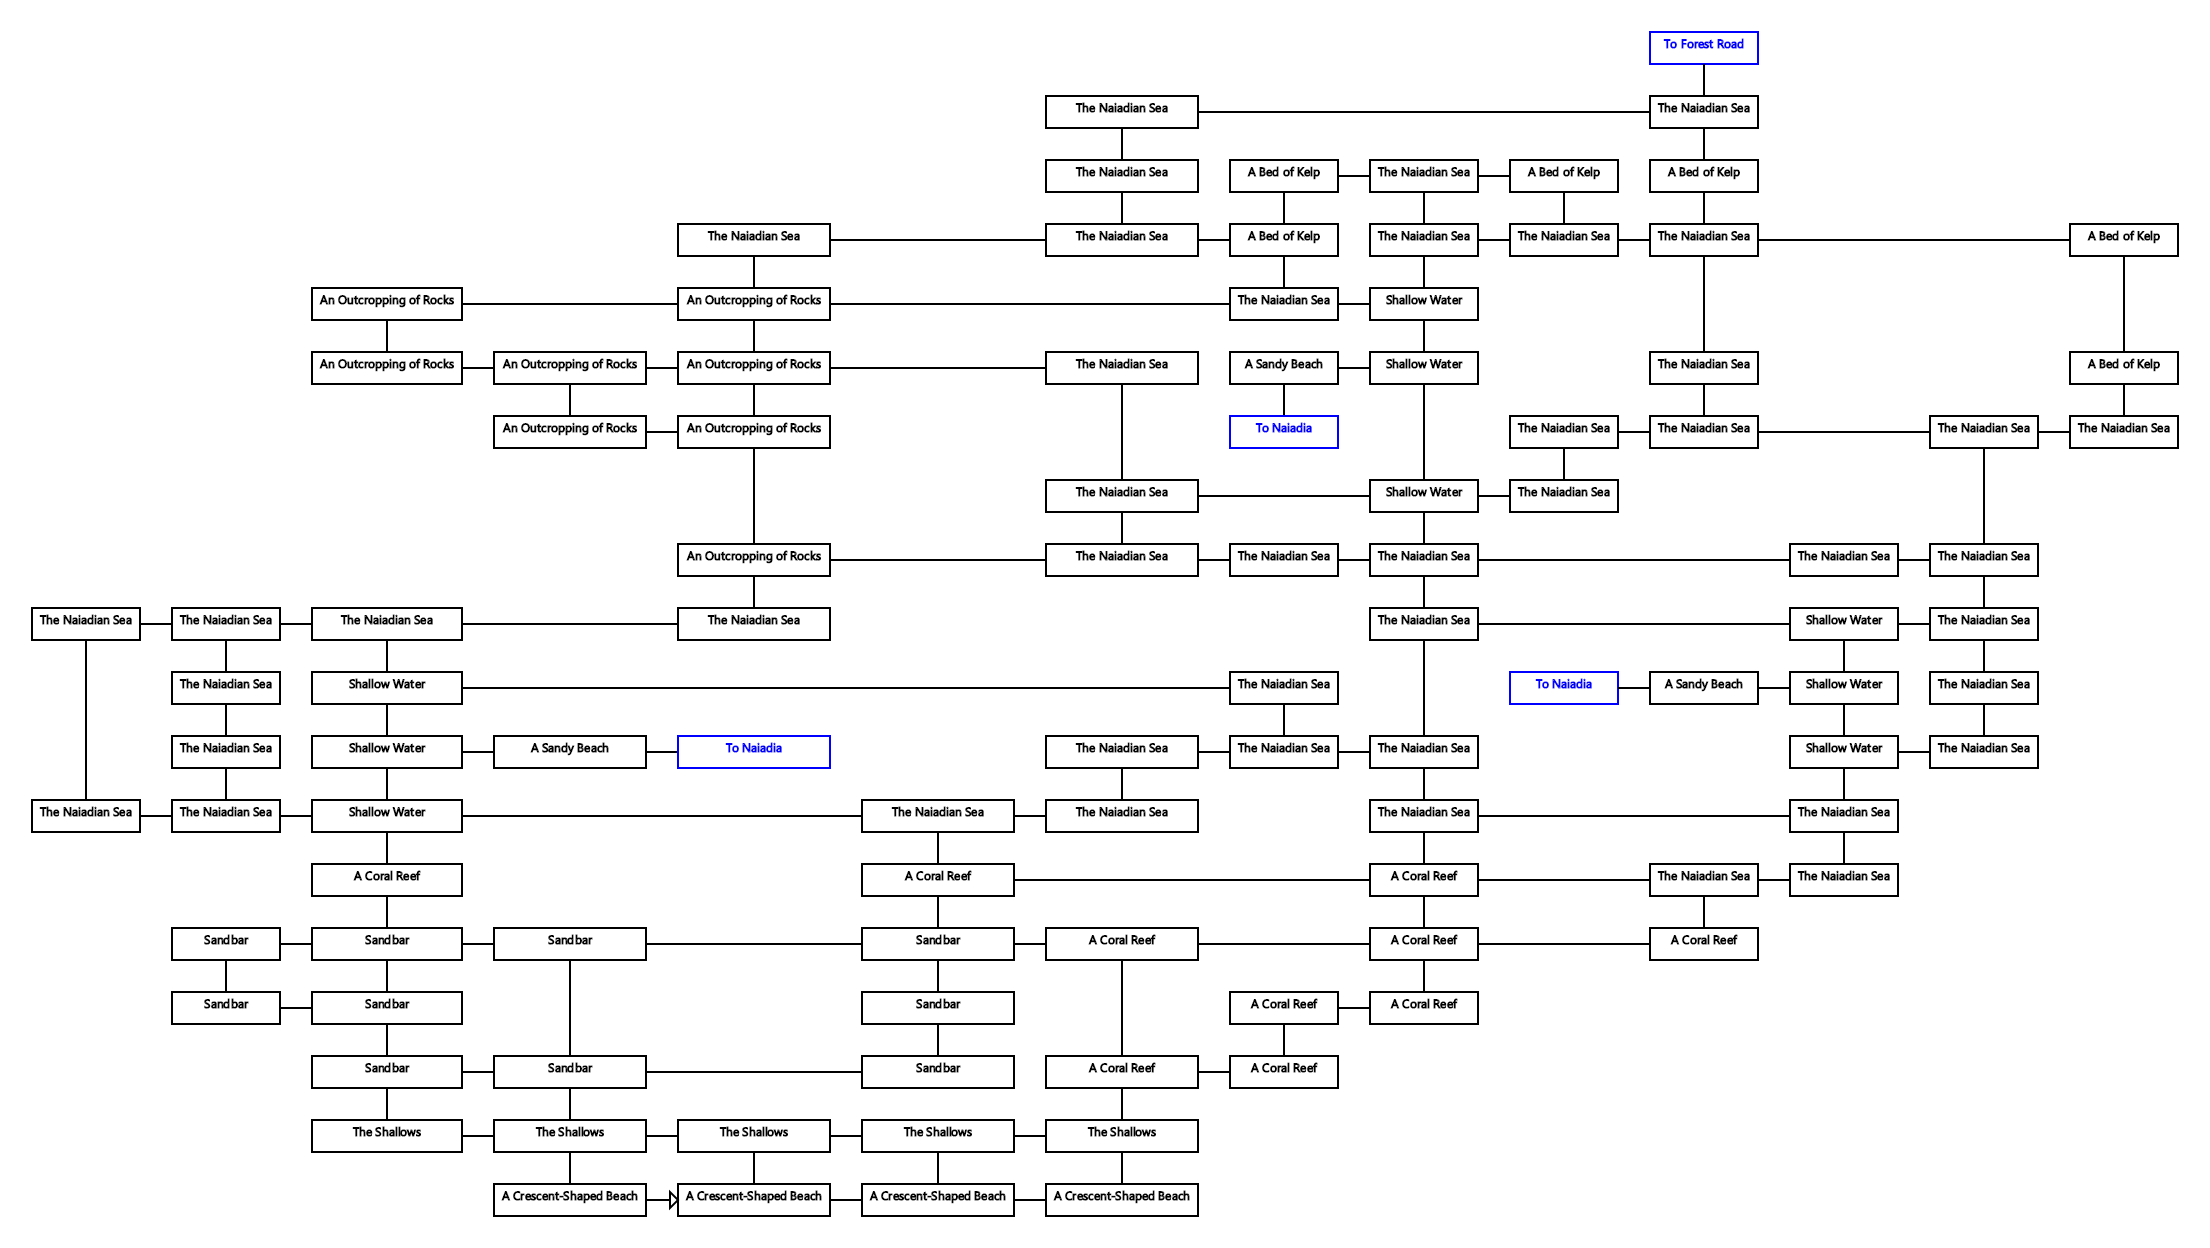 To Forest Road
The Naiadian Sea
The Naiadian Sea
The Naiadian Sea
A Bed of Kelp
The Naiadian Sea
A Bed of Kelp
A Bed of Kelp
The Naiadian Sea
The Naiadian Sea
A Bed of Kelp
The Naiadian Sea
The Naiadian Sea
The Naiadian Sea
A Bed of Kelp
An Outcropping of Rocks
An Outcropping of Rocks
The Naiadian Sea
Shallow Water
An Outcropping of Rocks
An Outcropping of Rocks
An Outcropping of Rocks
The Naiadian Sea
A Sandy Beach
Shallow Water
The Naiadian Sea
A Bed of Kelp
An Outcropping of Rocks
An Outcropping of Rocks
To Naiadia
The Naiadian Sea
The Naiadian Sea
The Naiadian Sea
The Naiadian Sea
The Naiadian Sea
Shallow Water
The Naiadian Sea
An Outcropping of Rocks
The Naiadian Sea
The Naiadian Sea
The Naiadian Sea
The Naiadian Sea
The Naiadian Sea
The Naiadian Sea
The Naiadian Sea
The Naiadian Sea
The Naiadian Sea
The Naiadian Sea
Shallow Water
The Naiadian Sea
The Naiadian Sea
Shallow Water
The Naiadian Sea
To Naiadia
A Sandy Beach
Shallow Water
The Naiadian Sea
The Naiadian Sea
Shallow Water
A Sandy Beach
To Naiadia
The Naiadian Sea
The Naiadian Sea
The Naiadian Sea
Shallow Water
The Naiadian Sea
The Naiadian Sea
The Naiadian Sea
Shallow Water
The Naiadian Sea
The Naiadian Sea
The Naiadian Sea
The Naiadian Sea
A Coral Reef
A Coral Reef
A Coral Reef
The Naiadian Sea
The Naiadian Sea
Sandbar
Sandbar
Sandbar
Sandbar
A Coral Reef
A Coral Reef
A Coral Reef
Sandbar
Sandbar
Sandbar
A Coral Reef
A Coral Reef
Sandbar
Sandbar
Sandbar
A Coral Reef
A Coral Reef
The Shallows
The Shallows
The Shallows
The Shallows
The Shallows
A Crescent-Shaped Beach
A Crescent-Shaped Beach
A Crescent-Shaped Beach
A Crescent-Shaped Beach